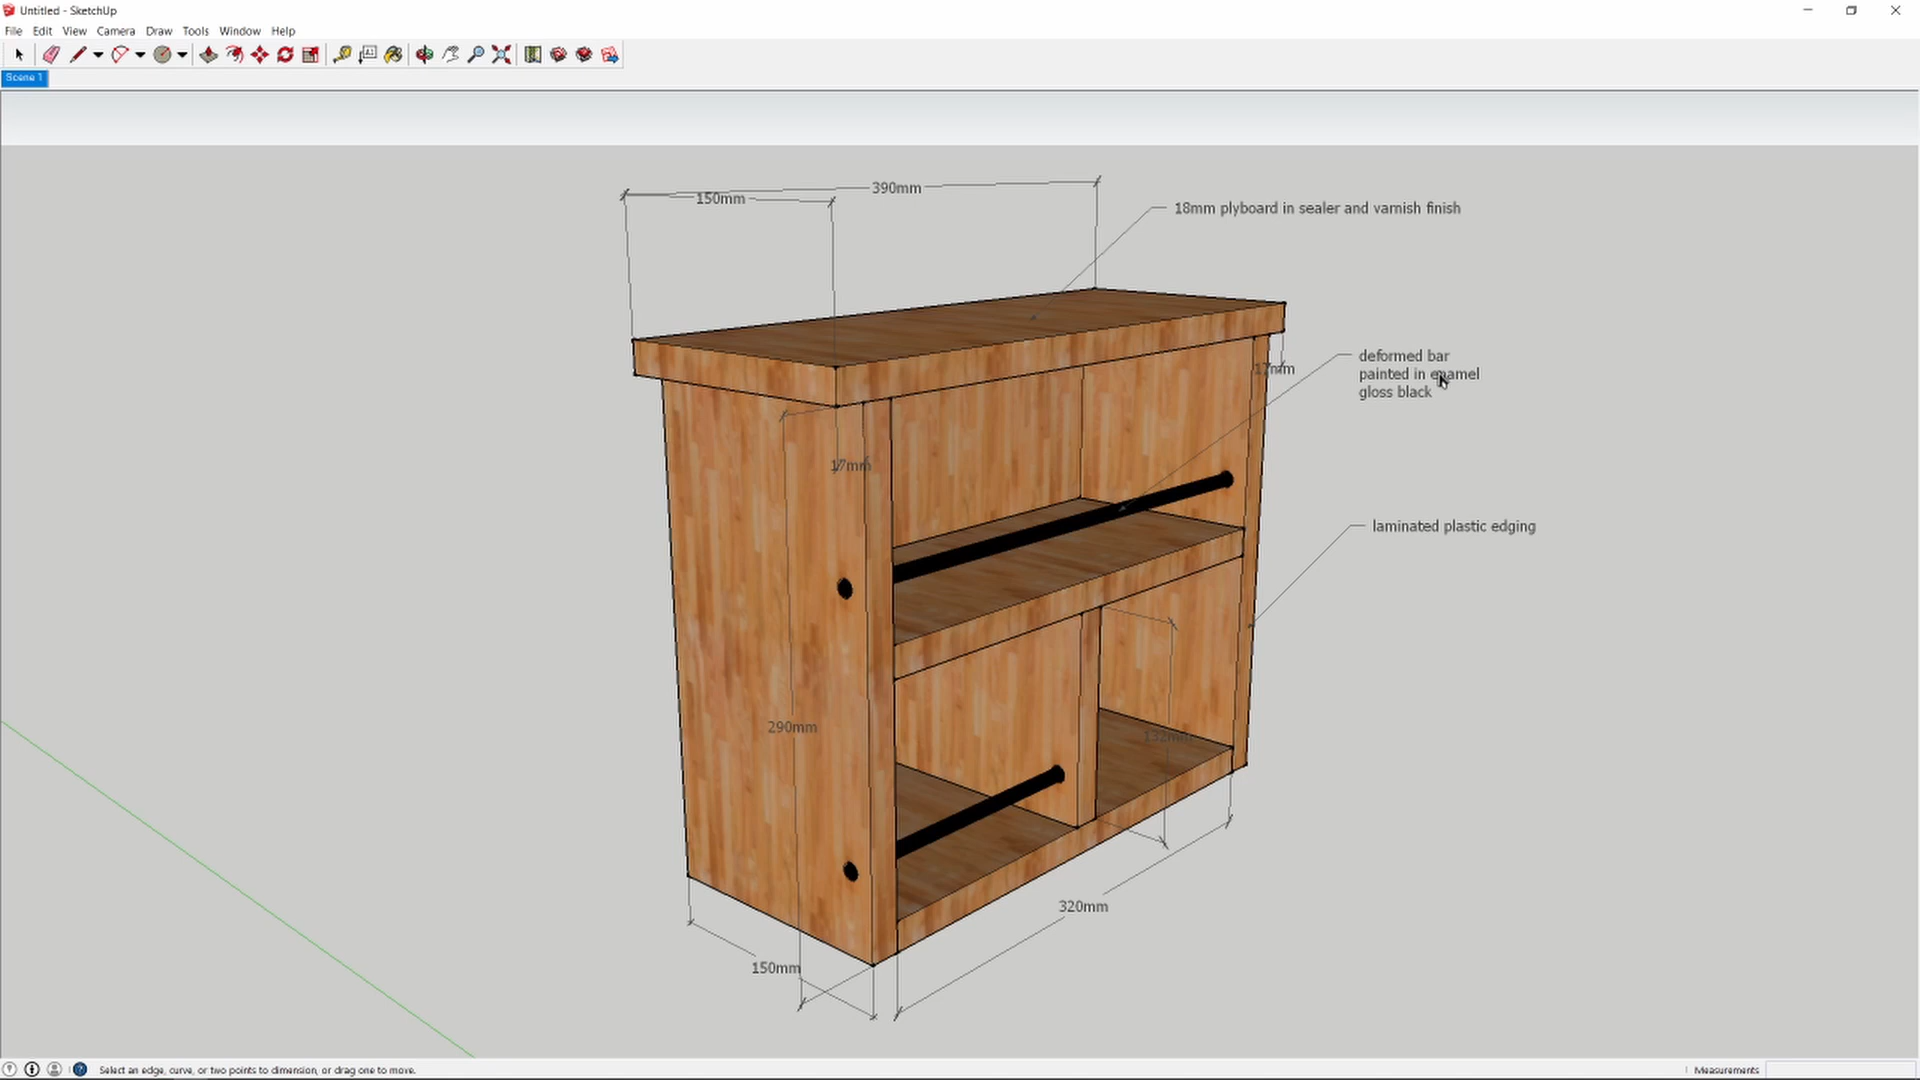 Untitled - SketchUp
File Edit View Camera Draw Tools Window Help
Scene 1
390mm
150mm
18mm plyboard in sealer and varnish finish
deformed bar
painted in enamel
gloss black
17mm
17mm
laminated plastic edging
290mm
132mm
320mm
150mm
Select an edge, curve, or two points to dimension, or drag one to move.
Measurements